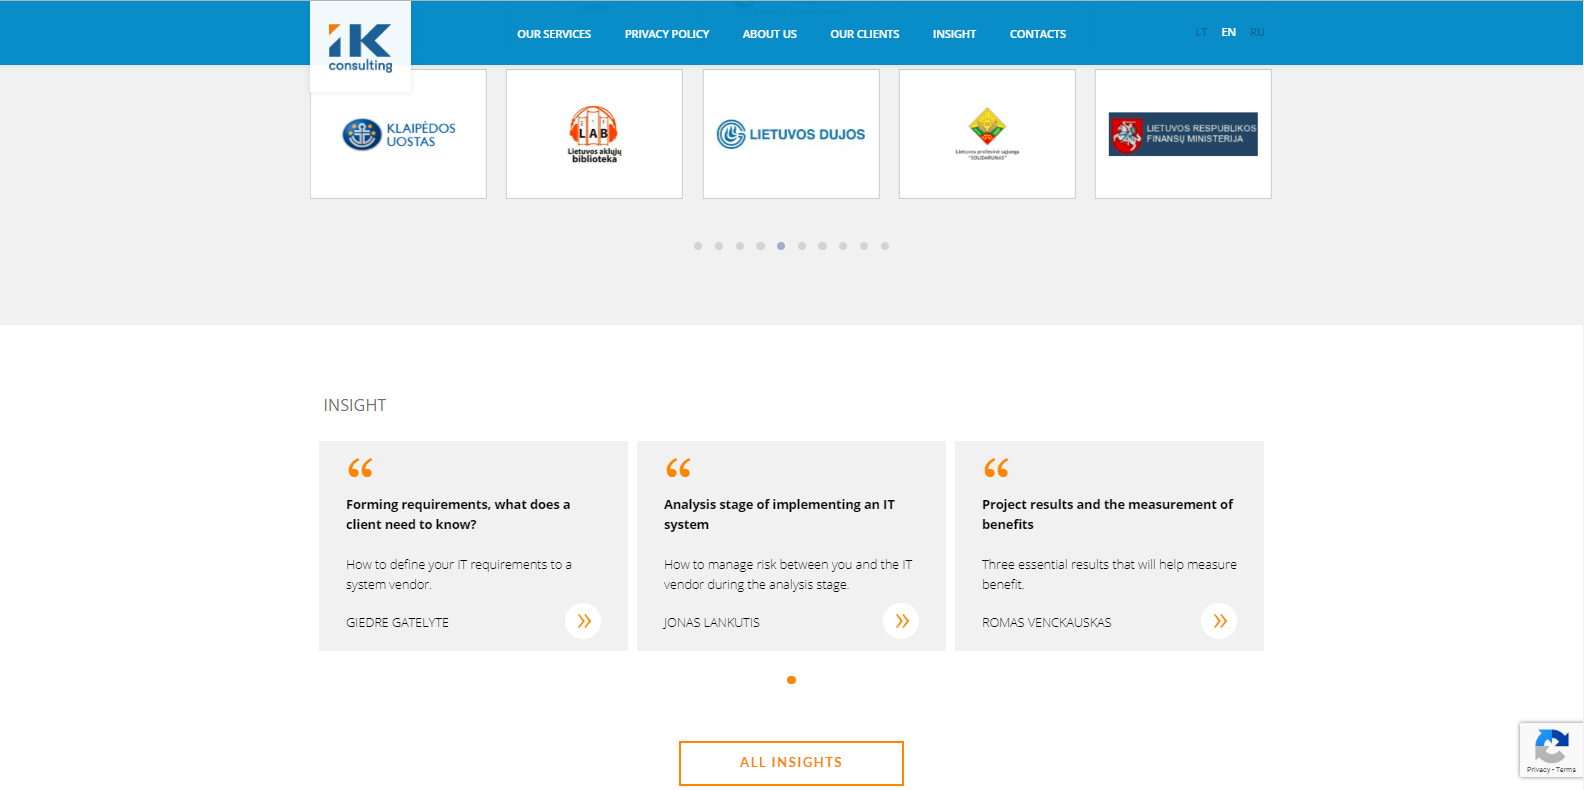 iK
consulting
OUR SERVICES
PRIVACY POLICY
ABOUT US
OUR CLIENTS
INSIGHT
CONTACTS
LT
EN
RU
KLAIPĖDOS
UOSTAS
LAB
Lietuvos aklųjų
biblioteka
LIETUVOS DUJOS
Lietuvos profesinė sąjunga
"SOLIDARUMAS"
LIETUVOS RESPUBLIKOS
FINANSŲ MINISTERIJA
INSIGHT
“
Forming requirements, what does a
client need to know?
How to define your IT requirements to a
system vendor.
GIEDRE GATELYTE
“
Analysis stage of implementing an IT
system
How to manage risk between you and the IT
vendor during the analysis stage.
JONAS LANKUTIS
“
Project results and the measurement of
benefits
Three essential results that will help measure
benefit.
ROMAS VENCKAUSKAS
ALL INSIGHTS
Privacy - Terms